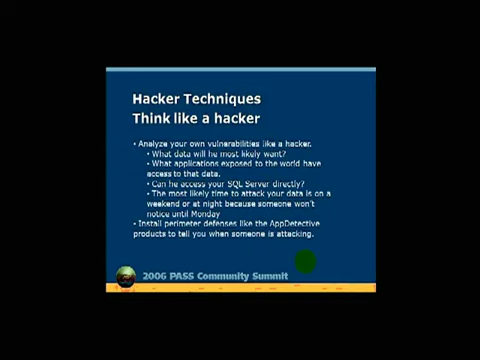 Hacker Techniques
Think like a hacker
• Analyze your own vulnerabilities like a hacker.
• What data will he most likely want?
• What applications exposed to the world have
access to that data.
• Can he access your SQL Server directly?
• The most likely time to attack your data is on a
weekend or at night because someone won't
notice until Monday
• Install perimeter defenses like the AppDetective
products to tell you when someone is attacking.
2006 PASS Community Summit